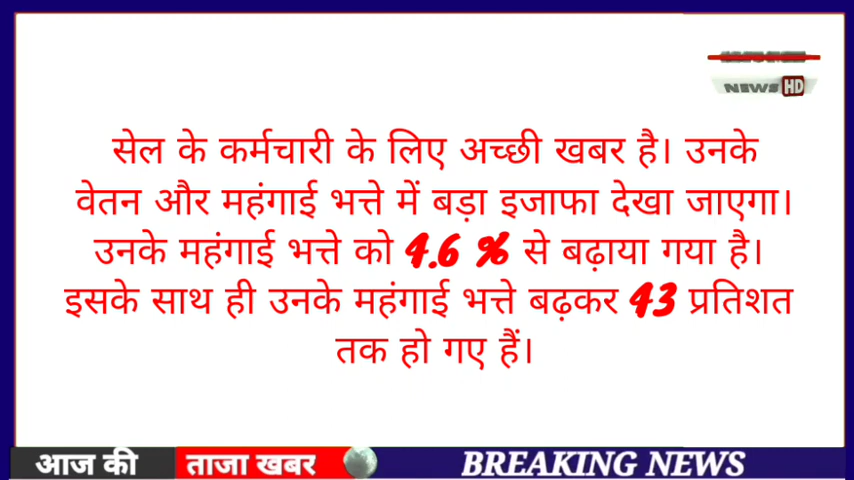 NEWS HD
सेल के कर्मचारी के लिए अच्छी खबर है। उनके
वेतन और महंगाई भत्ते में बड़ा इजाफा देखा जाएगा।
उनके महंगाई भत्ते को 4.6 % से बढ़ाया गया है।
इसके साथ ही उनके महंगाई भत्ते बढ़कर 43 प्रतिशत
तक हो गए हैं।
आज की ताजा खबर BREAKING NEWS